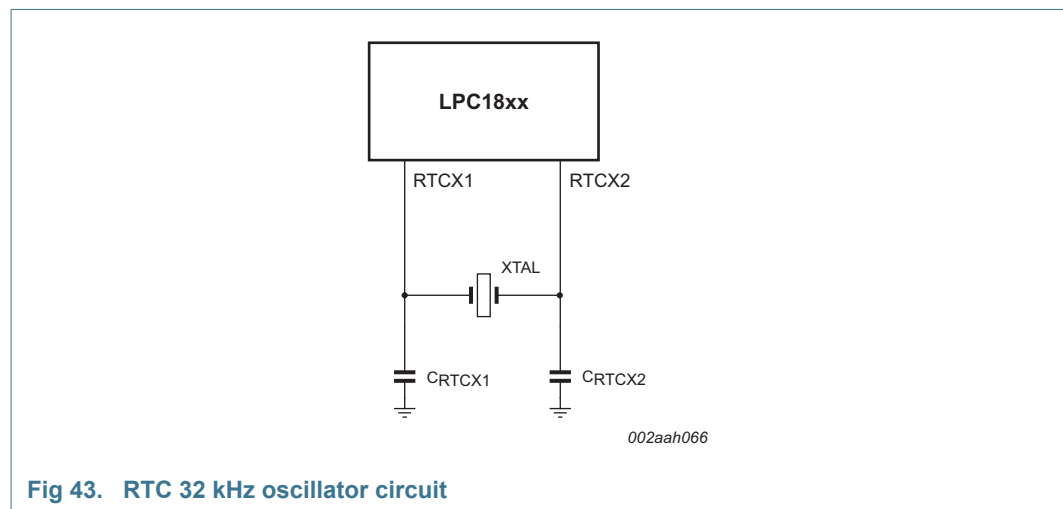 LPC18xx
RTCX1 RTCX2
XTAL
CRTCX1 CRTCX2
002aah066
Fig 43. RTC 32 kHz oscillator circuit